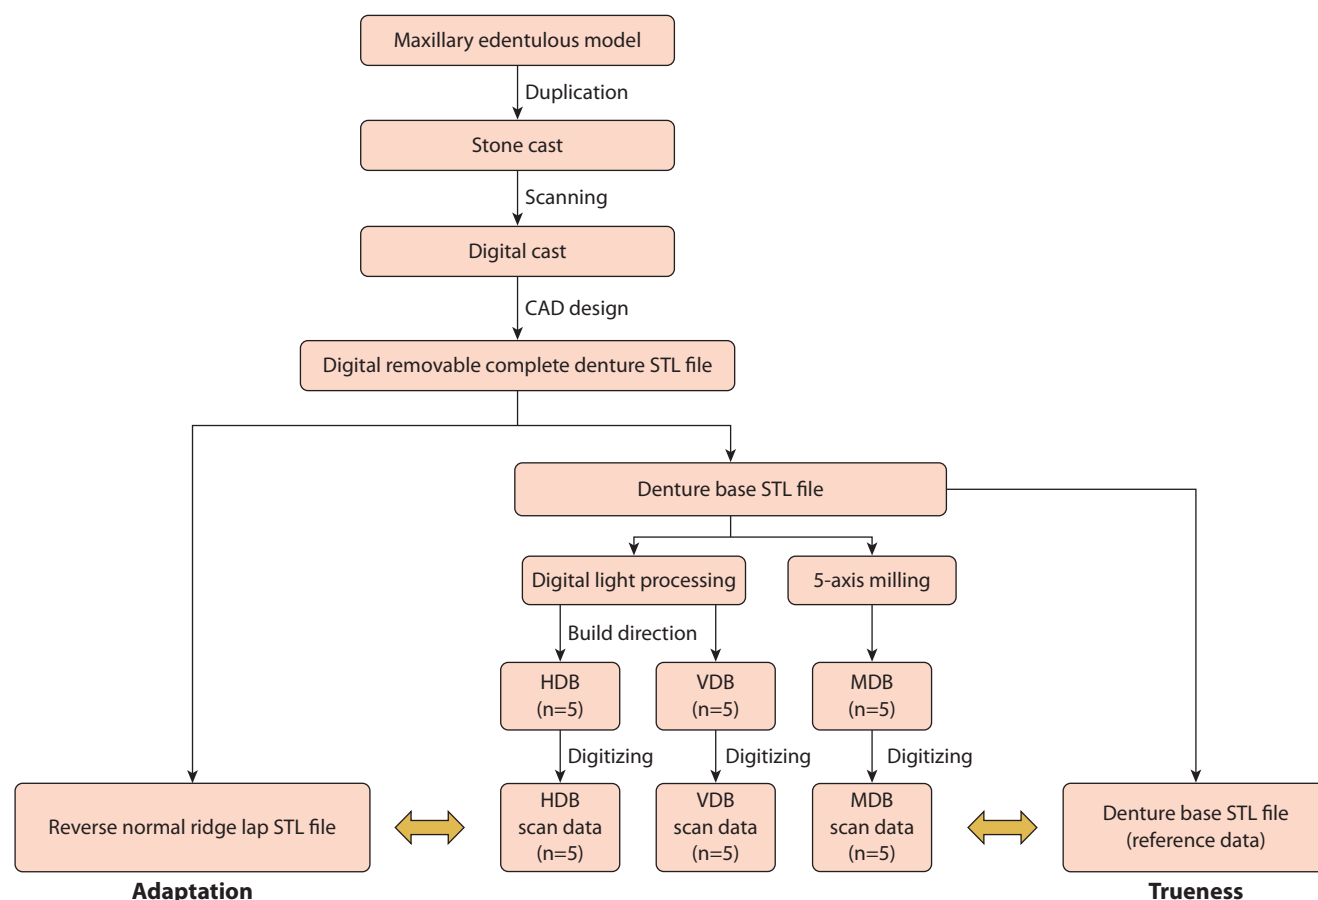 Maxillary edentulous model
Duplication
Stone cast
Scanning
Digital cast
CAD design
Digital removable complete denture STL file
Denture base STL file
Digital light processing
5-axis milling
Build direction
HDB
(n=5)
VDB
(n=5)
MDB
(n=5)
Digitizing
Digitizing
Digitizing
Reverse normal ridge lap STL file
HDB
scan data
(n=5)
VDB
scan data
(n=5)
MDB
scan data
(n=5)
Denture base STL file
(reference data)
Adaptation
Trueness